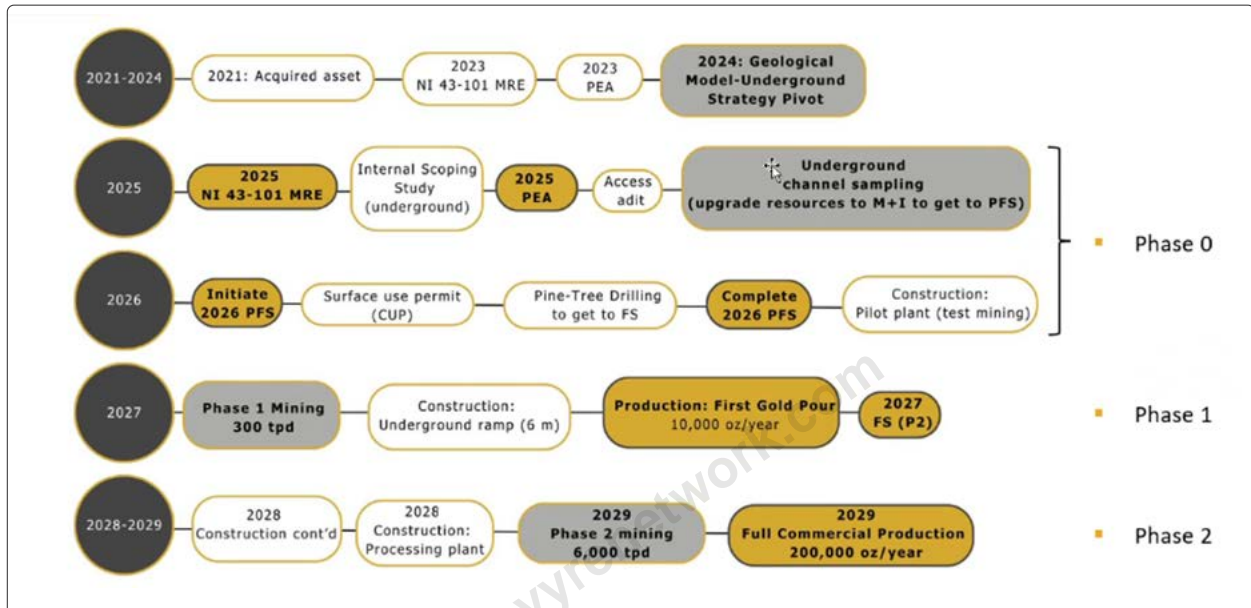 2021-2024
2021: Acquired asset
2023
NI 43-101 MRE
2023
PEA
2024: Geological
Model-Underground
Strategy Pivot
2025
2025
NI 43-101 MRE
Internal Scoping
Study
(underground)
2025
PEA
Access
adit
Underground
channel sampling
(upgrade resources to M+I to get to PFS)
Phase 0
2026
Initiate
2026 PFS
Surface use permit
(CUP)
Pine-Tree Drilling
to get to FS
Complete
2026 PFS
Construction:
Pilot plant (test mining)
2027
Phase 1 Mining
300 tpd
Construction:
Underground ramp (6 m)
Production: First Gold Pour
10,000 oz/year
2027
FS (P2)
Phase 1
2028-2029
2028
Construction cont'd
2028
Construction:
Processing plant
2029
Phase 2 mining
6,000 tpd
2029
Full Commercial Production
200,000 oz/year
Phase 2